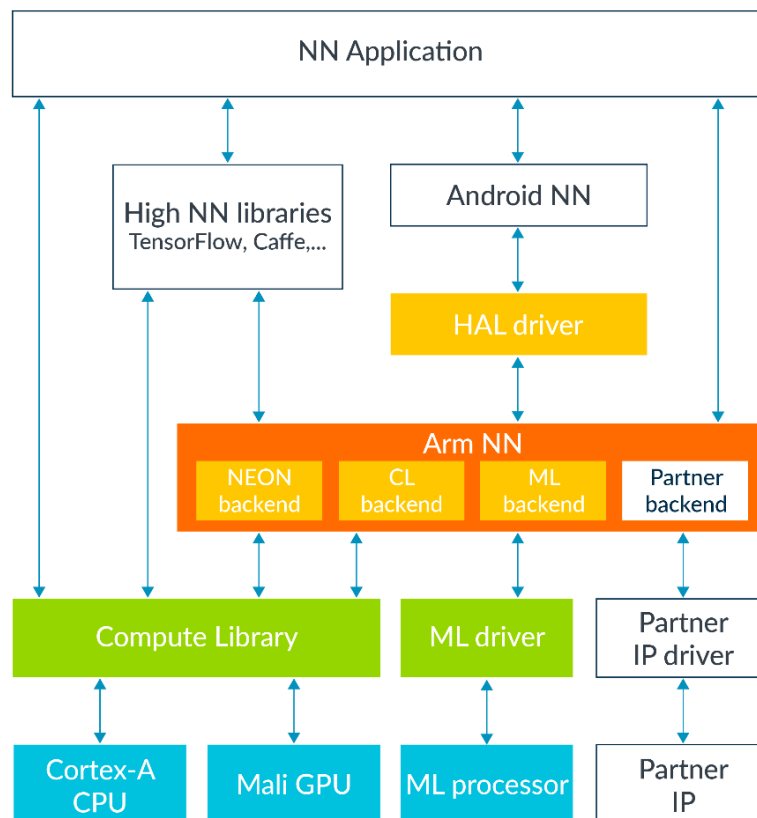 NN Application
High NN libraries
TensorFlow, Caffe,...
Android NN
HAL driver
Arm NN
NEON
backend
CL
backend
ML
backend
Partner
backend
Compute Library
ML driver
Partner
IP driver
Cortex-A
CPU
Mali GPU
ML processor
Partner
IP